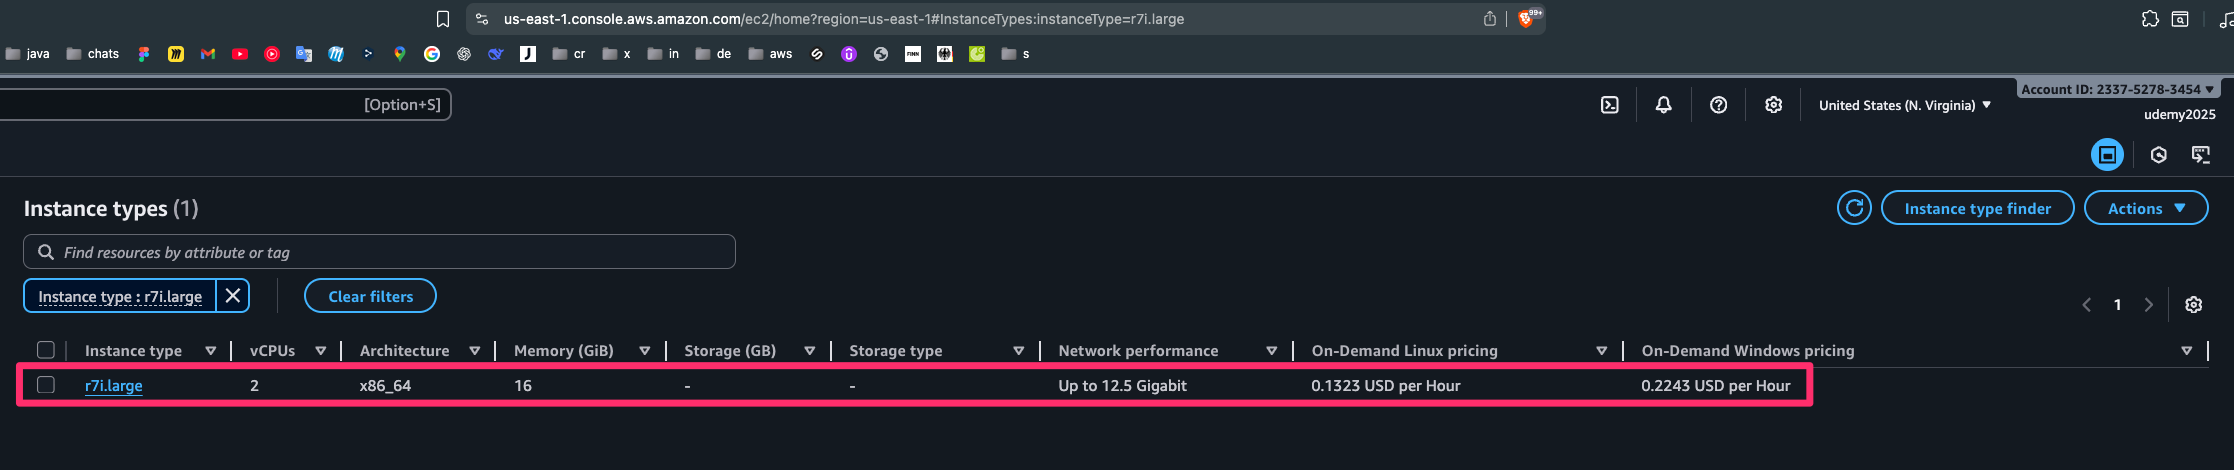 us-east-1.console.aws.amazon.com/ec2/home?region=us-east-1#InstanceTypes:instanceType=r7i.large
99+
java chats cr x in de aws FINN s
[Option+S]
United States (N. Virginia)
Account ID: 2337-5278-3454
udemy2025
Instance types (1)
Instance type finder
Actions
Find resources by attribute or tag
Instance type : r7i.large
Clear filters
1
Instance type vCPUs Architecture Memory (GiB) Storage (GB) Storage type Network performance On-Demand Linux pricing On-Demand Windows pricing
r7i.large 2 x86_64 16 - - Up to 12.5 Gigabit 0.1323 USD per Hour 0.2243 USD per Hour